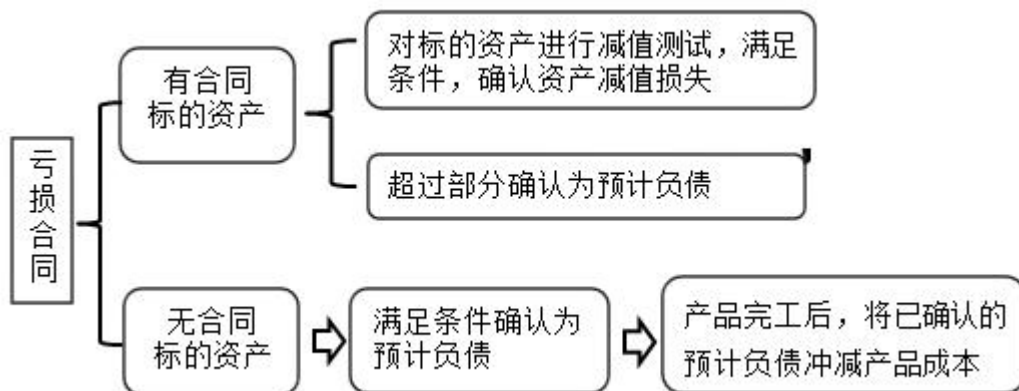 亏损合同
有合同
标的资产
对标的资产进行减值测试，满足
条件，确认资产减值损失
超过部分确认为预计负债
无合同
标的资产
满足条件确认为
预计负债
产品完工后，将已确认的
预计负债冲减产品成本